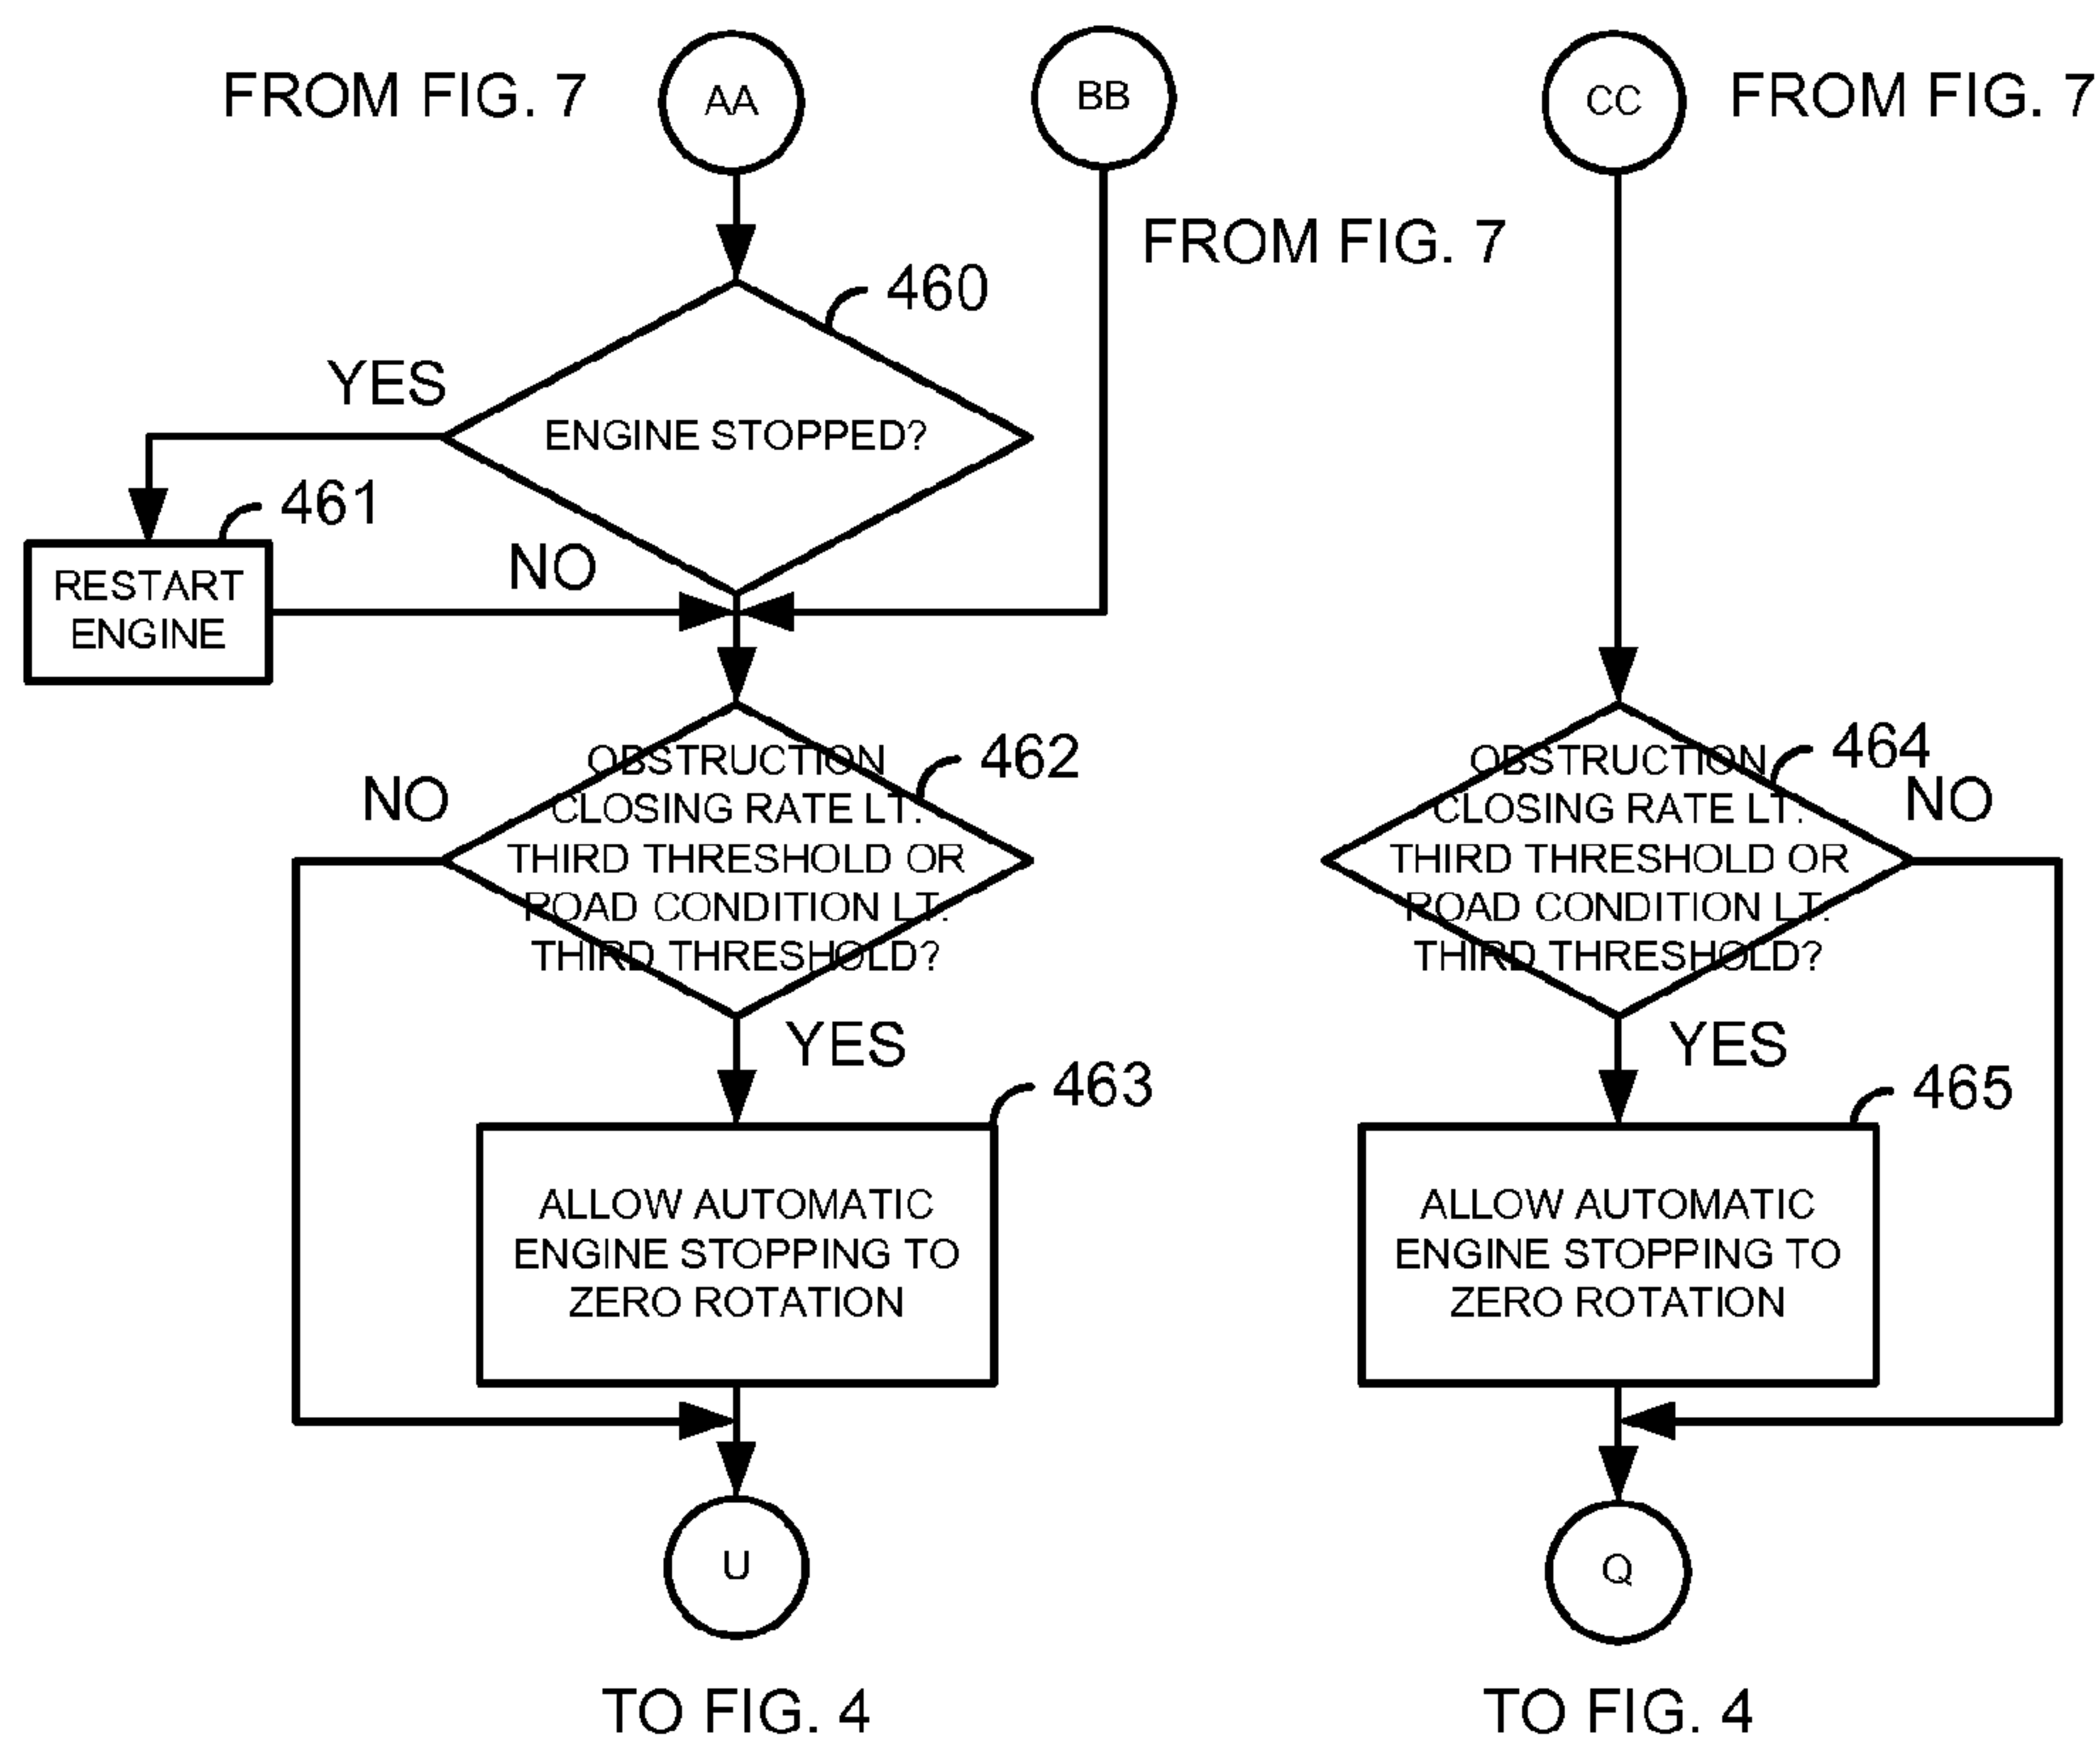 FROM FIG. 7
AA
BB
CC
FROM FIG. 7
FROM FIG. 7
460
YES
ENGINE STOPPED?
461
RESTART
ENGINE
NO
462
OBSTRUCTION
CLOSING RATE LT.
THIRD THRESHOLD OR
ROAD CONDITION LT.
THIRD THRESHOLD?
NO
YES
463
ALLOW AUTOMATIC
ENGINE STOPPING TO
ZERO ROTATION
U
TO FIG. 4
464
OBSTRUCTION
CLOSING RATE LT.
THIRD THRESHOLD OR
ROAD CONDITION LT.
THIRD THRESHOLD?
NO
YES
465
ALLOW AUTOMATIC
ENGINE STOPPING TO
ZERO ROTATION
Q
TO FIG. 4